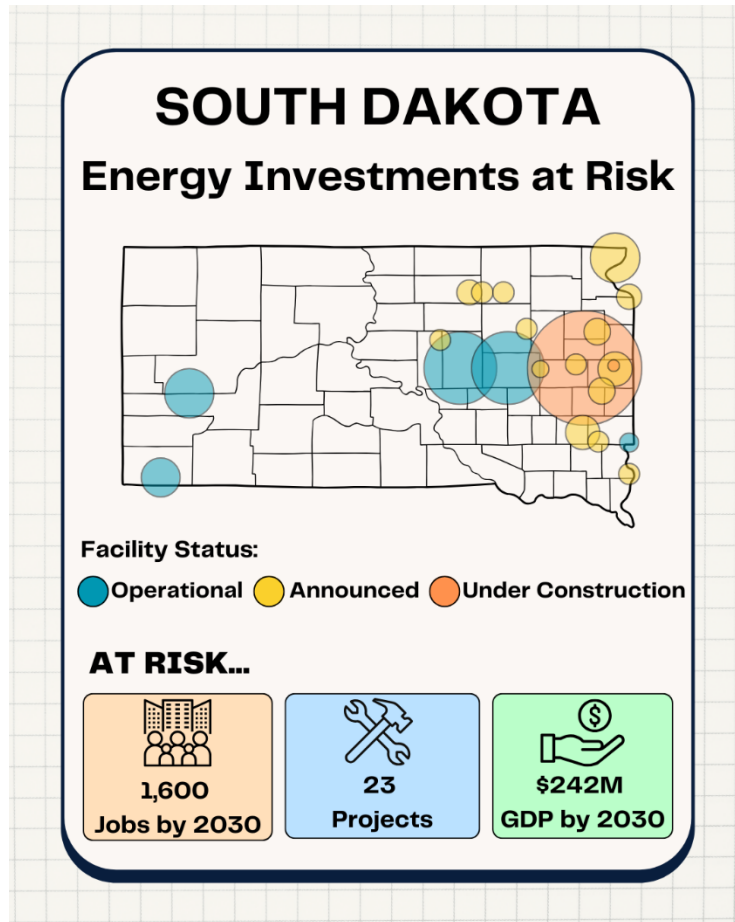 SOUTH DAKOTA
Energy Investments at Risk
Facility Status:
Operational Announced Under Construction
AT RISK...
$
1,600
Jobs by 2030
23
Projects
$242M
GDP by 2030